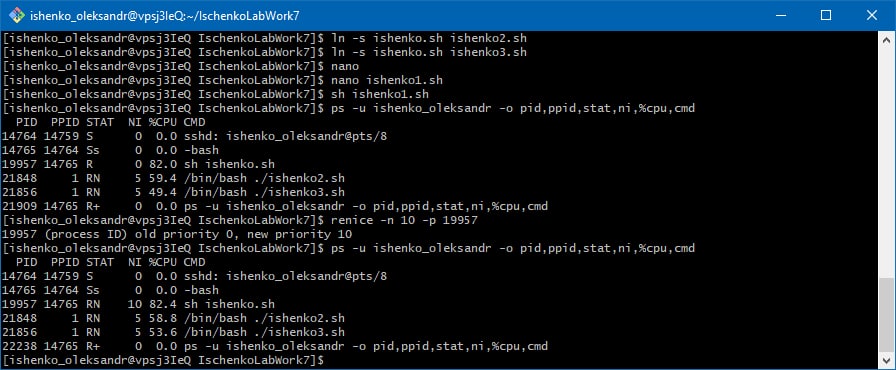 ishenko_oleksandr@vpsj3IeQ:~/IschenkoLabWork7
[ishenko_oleksandr@vpsj3IeQ IschenkoLabWork7]$ ln -s ishenko.sh ishenko2.sh
[ishenko_oleksandr@vpsj3IeQ IschenkoLabWork7]$ ln -s ishenko.sh ishenko3.sh
[ishenko_oleksandr@vpsj3IeQ IschenkoLabWork7]$ nano
[ishenko_oleksandr@vpsj3IeQ IschenkoLabWork7]$ nano ishenko1.sh
[ishenko_oleksandr@vpsj3IeQ IschenkoLabWork7]$ sh ishenko1.sh
[ishenko_oleksandr@vpsj3IeQ IschenkoLabWork7]$ ps -u ishenko_oleksandr -o pid,ppid,stat,ni,%cpu,cmd
  PID  PPID STAT  NI %CPU CMD
14764 14759 S      0  0.0 sshd: ishenko_oleksandr@pts/8
14765 14764 Ss     0  0.0 -bash
19957 14765 R      0 82.0 sh ishenko.sh
21848     1 RN     5 59.4 /bin/bash ./ishenko2.sh
21856     1 RN     5 49.4 /bin/bash ./ishenko3.sh
21909 14765 R+     0  0.0 ps -u ishenko_oleksandr -o pid,ppid,stat,ni,%cpu,cmd
[ishenko_oleksandr@vpsj3IeQ IschenkoLabWork7]$ renice -n 10 -p 19957
19957 (process ID) old priority 0, new priority 10
[ishenko_oleksandr@vpsj3IeQ IschenkoLabWork7]$ ps -u ishenko_oleksandr -o pid,ppid,stat,ni,%cpu,cmd
  PID  PPID STAT  NI %CPU CMD
14764 14759 S      0  0.0 sshd: ishenko_oleksandr@pts/8
14765 14764 Ss     0  0.0 -bash
19957 14765 RN    10 82.4 sh ishenko.sh
21848     1 RN     5 58.8 /bin/bash ./ishenko2.sh
21856     1 RN     5 53.6 /bin/bash ./ishenko3.sh
22238 14765 R+     0  0.0 ps -u ishenko_oleksandr -o pid,ppid,stat,ni,%cpu,cmd
[ishenko_oleksandr@vpsj3IeQ IschenkoLabWork7]$